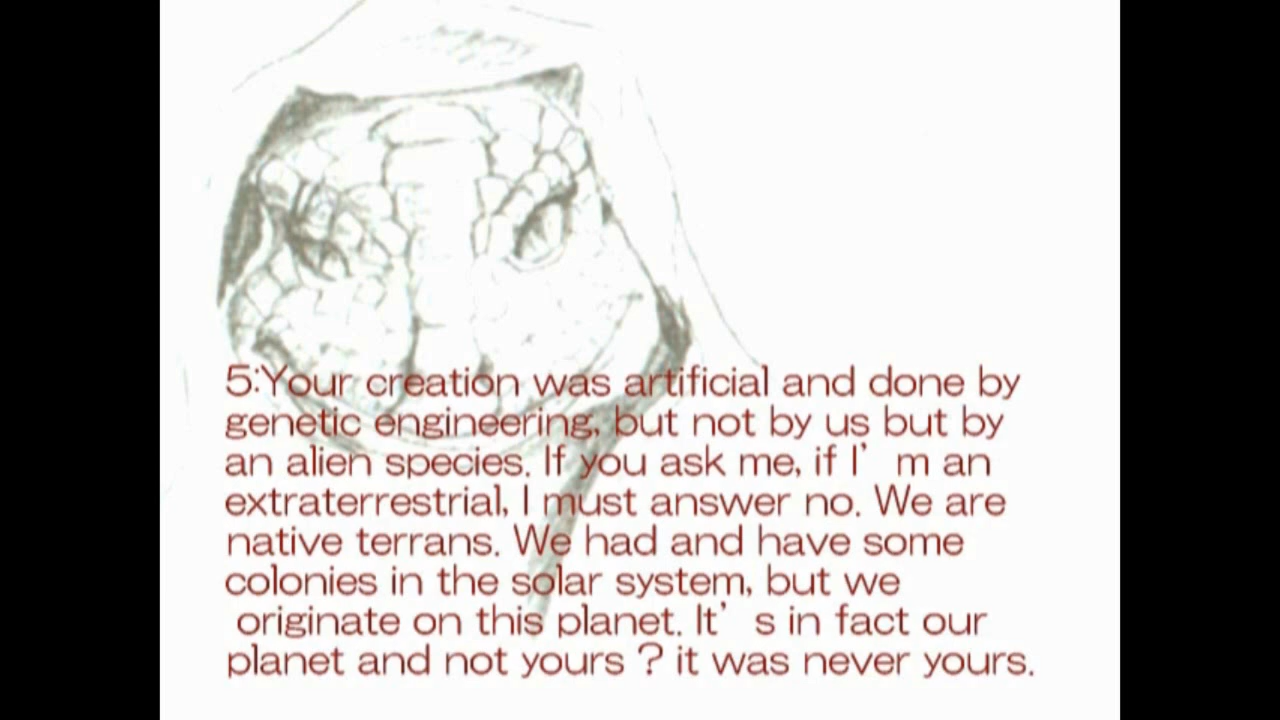 5:Your creation was artificial and done by
genetic engineering, but not by us but by
an alien species. If you ask me, if I’ m an
extraterrestrial, I must answer no. We are
native terrans. We had and have some
colonies in the solar system, but we
originate on this planet. It’ s in fact our
planet and not yours ? it was never yours.